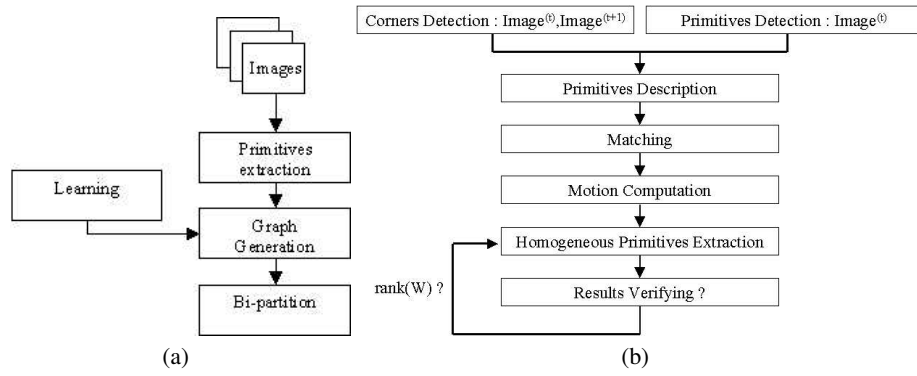 Images
Primitives
extraction
Learning
Graph
Generation
Bi-partition
(a)
Corners Detection : Image(t),Image(t+1)
Primitives Detection : Image(t)
Primitives Description
Matching
Motion Computation
Homogeneous Primitives Extraction
rank(W) ?
Results Verifying ?
(b)